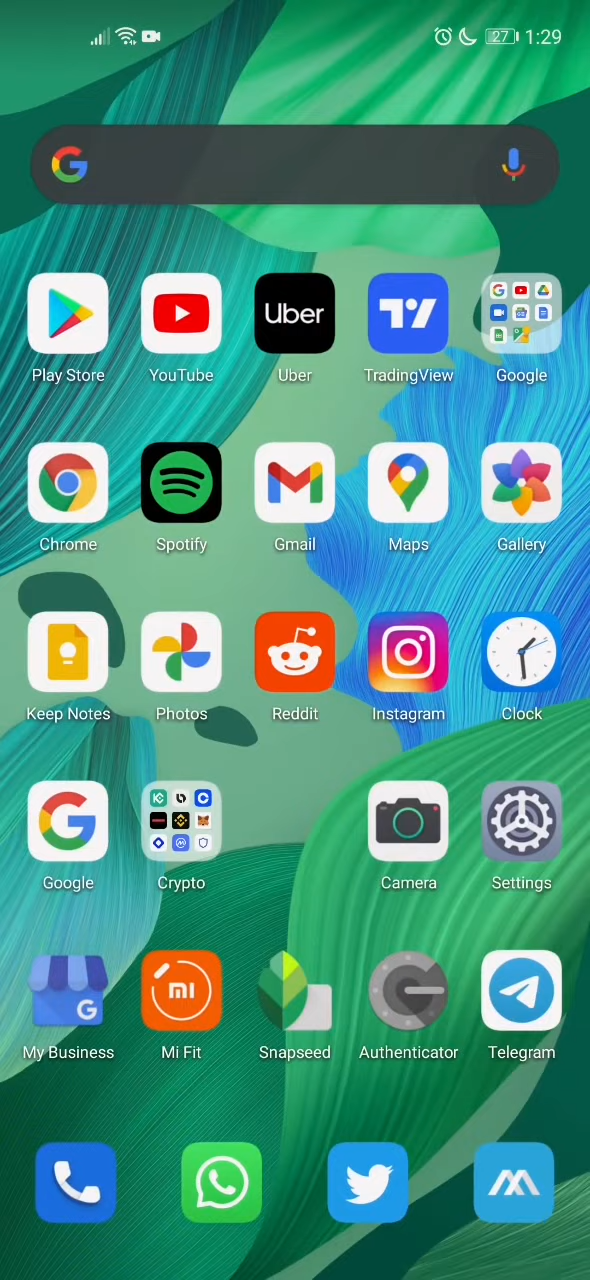 27 1:29
Play Store YouTube Uber TradingView Google
Uber
Chrome Spotify Gmail Maps Gallery
Keep Notes Photos Reddit Instagram Clock
Google Crypto Camera Settings
My Business Mi Fit Snapseed Authenticator Telegram